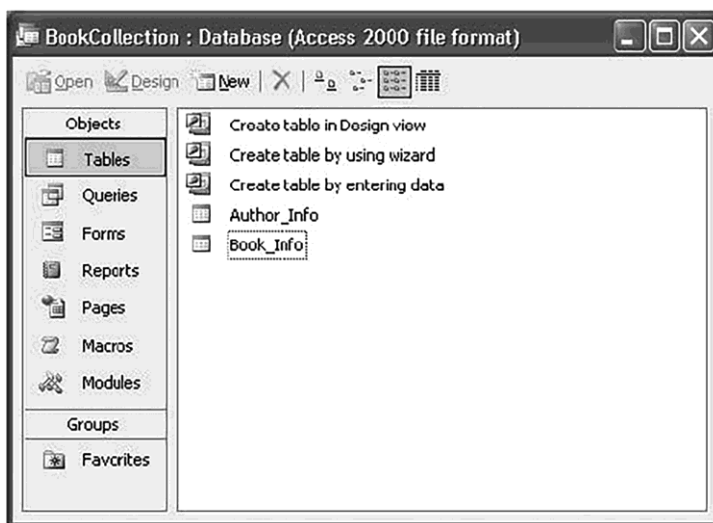 BookCollection : Database (Access 2000 file format)
Open Design New
Objects
Tables
Queries
Forms
Reports
Pages
Macros
Modules
Groups
Favorites
Create table in Design view
Create table by using wizard
Create table by entering data
Author_Info
Book_Info